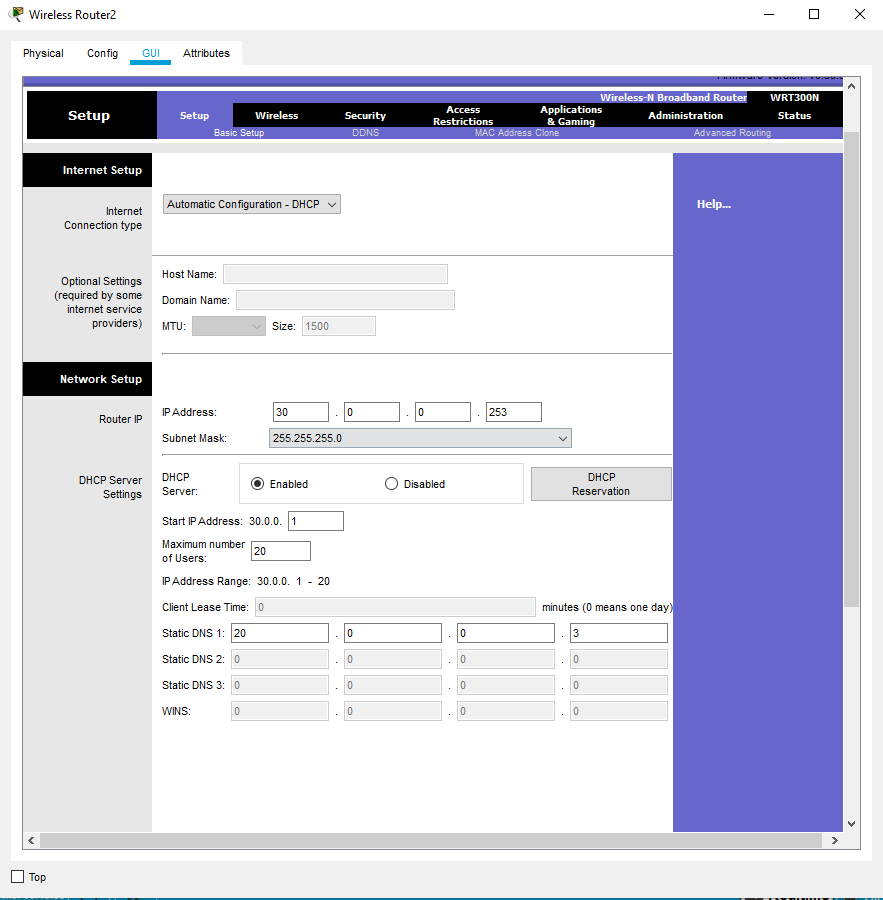 Wireless Router2
Physical Config GUI Attributes
Wireless-N Broadband Router WRT300N
Setup
Setup Wireless Security Access Restrictions Applications & Gaming Administration Status
Basic Setup DDNS MAC Address Clone Advanced Routing
Internet Setup
Help...
Internet Connection type
Automatic Configuration - DHCP
Optional Settings
(required by some
internet service
providers)
Host Name:
Domain Name:
MTU: Size: 1500
Network Setup
Router IP
IP Address: 30 . 0 . 0 . 253
Subnet Mask: 255.255.255.0
DHCP Server
Settings
DHCP
Server:
Enabled Disabled
DHCP
Reservation
Start IP Address: 30.0.0. 1
Maximum number
of Users:
20
IP Address Range: 30.0.0. 1 - 20
Client Lease Time: 0 minutes (0 means one day)
Static DNS 1: 20 . 0 . 0 . 3
Static DNS 2: 0 . 0 . 0 . 0
Static DNS 3: 0 . 0 . 0 . 0
WINS: 0 . 0 . 0 . 0
Top